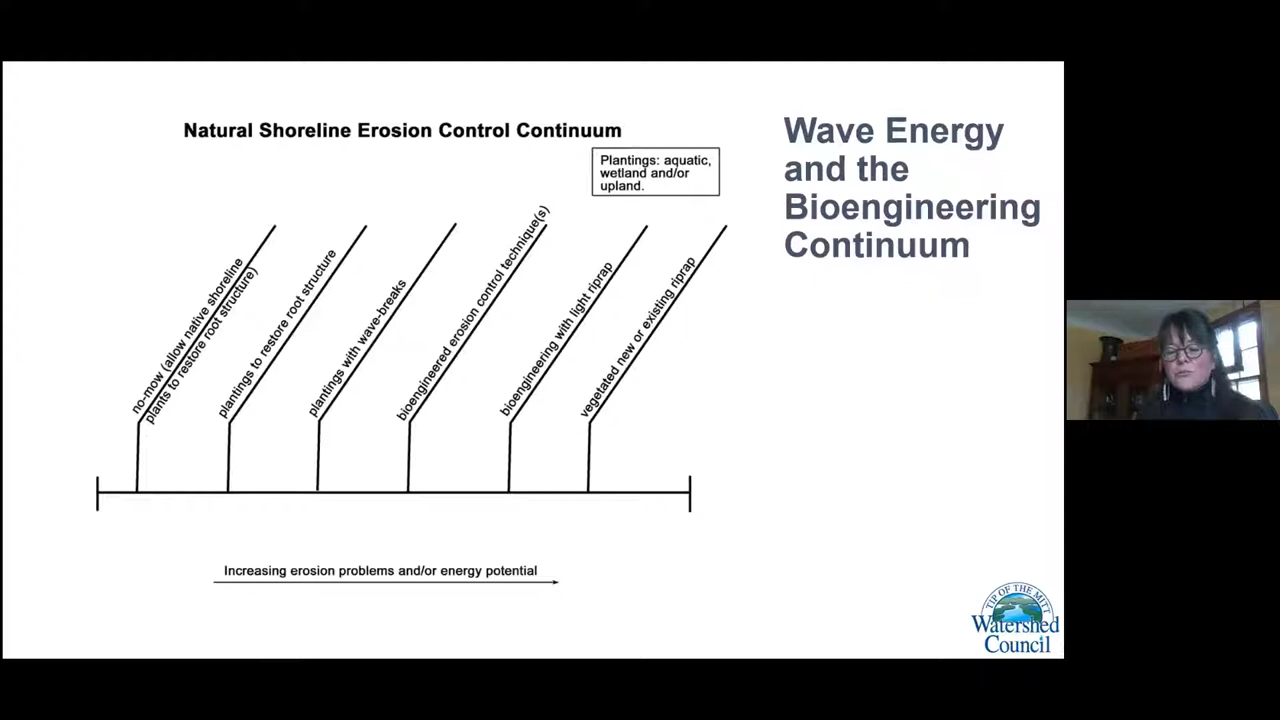 Natural Shoreline Erosion Control Continuum
Plantings: aquatic,
wetland and/or
upland.
no-mow (allow native shoreline
plants to restore root structure)
plantings to restore root structure
plantings with wave-breaks
bioengineered erosion control technique(s)
bioengineering with light riprap
vegetated new or existing riprap
Increasing erosion problems and/or energy potential
Wave Energy
and the
Bioengineering
Continuum
TIP OF THE MITT
Watershed
Council